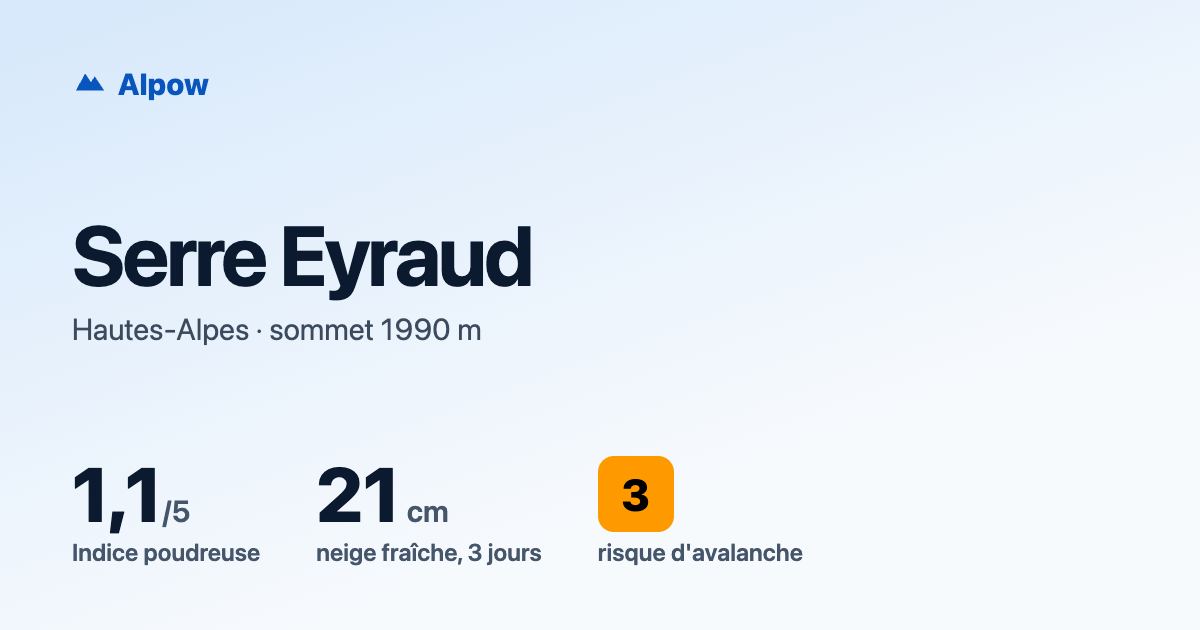 Alpow
Serre Eyraud
Hautes-Alpes · sommet 1990 m
1,1/5
Indice poudreuse
21 cm
neige fraîche, 3 jours
3
risque d'avalanche